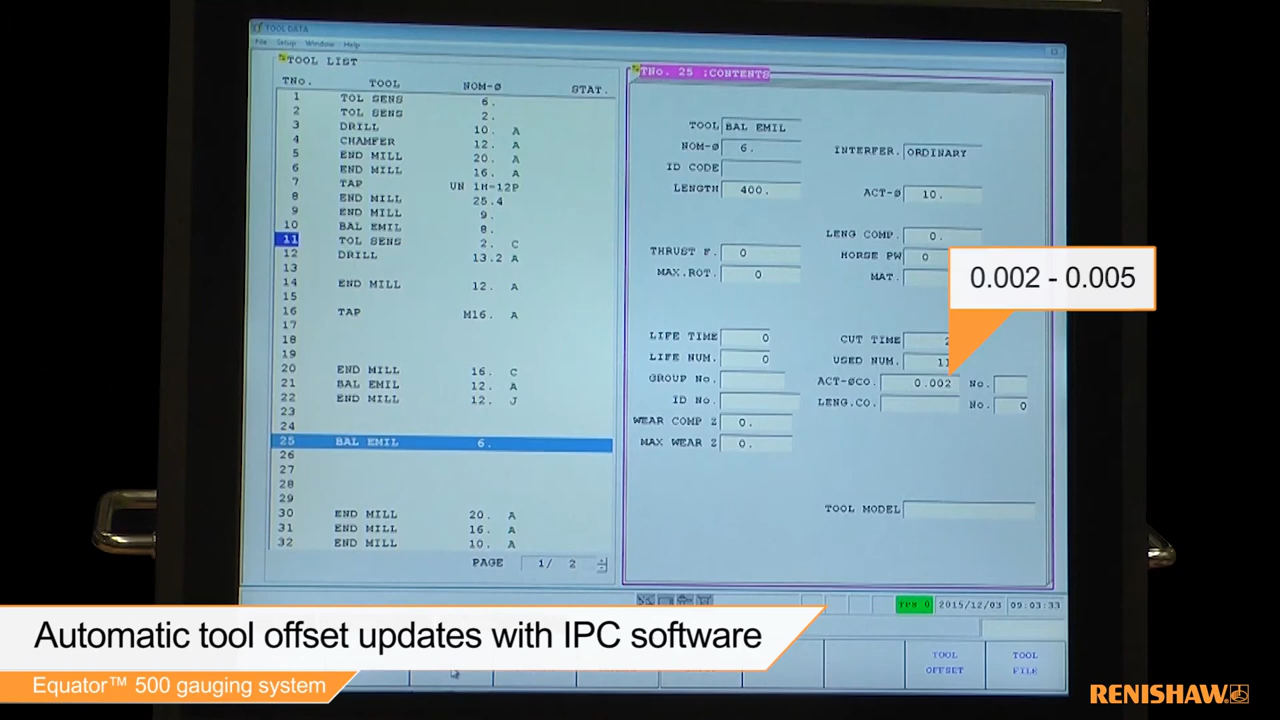 TOOL DATA
File Setup Window Help
TOOL LIST
TNo. TOOL NOM-Ø STAT.
1 TOL SENS 6.
2 TOL SENS 2.
3 DRILL 10. A
4 CHAMFER 12. A
5 END MILL 20. A
6 END MILL 16. A
7 TAP UN 1H-12P
8 END MILL 25.4
9 END MILL 9.
10 BAL EMIL 8.
11 TOL SENS 2. C
12 DRILL 13.2 A
13
14 END MILL 12. A
15
16 TAP M16. A
17
18
19
20 END MILL 16. C
21 BAL EMIL 12. A
22 END MILL 12. J
23
24
25 BAL EMIL 6.
26
27
28
29
30 END MILL 20. A
31 END MILL 16. A
32 END MILL 10. A
PAGE 1/ 2
TNo. 25 :CONTENTS
TOOL BAL EMIL
NOM-Ø 6. INTERFER. ORDINARY
ID CODE
LENGTH 400. ACT-Ø 10.
LENG COMP. 0.
THRUST F. 0 HORSE PW 0
MAX.ROT. 0 MAT.
0.002 - 0.005
LIFE TIME 0 CUT TIME
LIFE NUM. 0 USED NUM. 11
GROUP No. ACT-ØCO. 0.002 No.
ID No. LENG.CO. No. 0
WEAR COMP Z 0.
MAX WEAR Z 0.
TOOL MODEL
2015/12/03 09:03:33
TOOL OFFSET
TOOL FILE
Automatic tool offset updates with IPC software
Equator™ 500 gauging system
RENISHAW